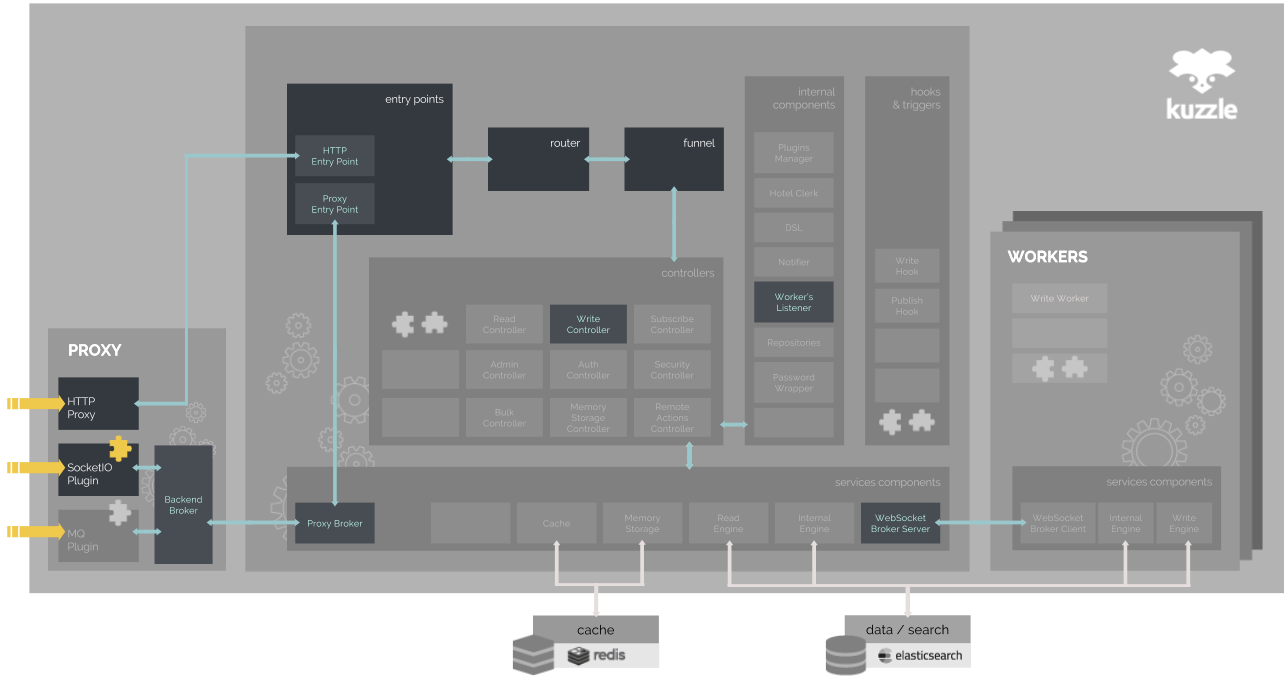 kuzzle
entry points
HTTP
Entry Point
Proxy
Entry Point
router
funnel
internal
components
Plugins
Manager
Hotel Clerk
DSL
Notifier
Worker's
Listener
Repositories
Password
Wrapper
hooks
& triggers
Write
Hook
Publish
Hook
controllers
Read
Controller
Write
Controller
Subscribe
Controller
Admin
Controller
Auth
Controller
Security
Controller
Bulk
Controller
Memory
Storage
Controller
Remote
Actions
Controller
WORKERS
Write Worker
services components
WebSocket
Broker Client
Internal
Engine
Write
Engine
PROXY
HTTP
Proxy
SocketIO
Plugin
MQ
Plugin
Backend
Broker
services components
Proxy Broker
Cache
Memory
Storage
Read
Engine
Internal
Engine
WebSocket
Broker Server
cache
redis
data / search
elasticsearch